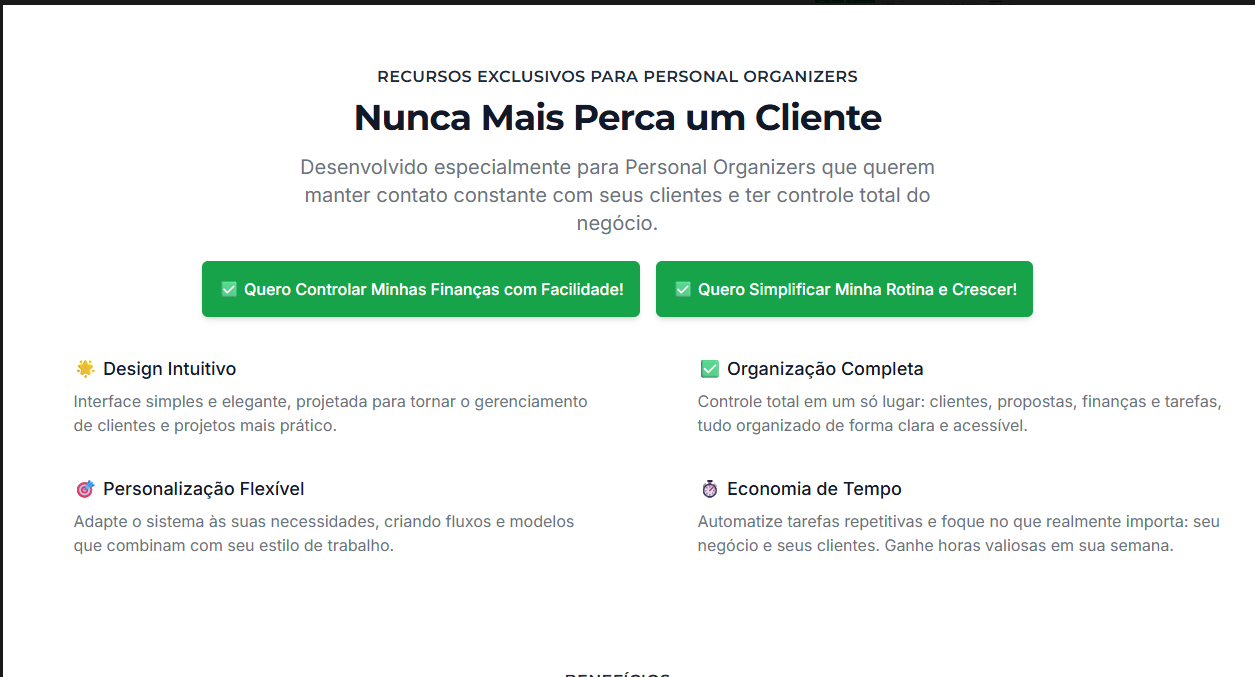 RECURSOS EXCLUSIVOS PARA PERSONAL ORGANIZERS
Nunca Mais Perca um Cliente
Desenvolvido especialmente para Personal Organizers que querem
manter contato constante com seus clientes e ter controle total do
negócio.
✅ Quero Controlar Minhas Finanças com Facilidade!
✅ Quero Simplificar Minha Rotina e Crescer!
🌟 Design Intuitivo
Interface simples e elegante, projetada para tornar o gerenciamento
de clientes e projetos mais prático.
✅ Organização Completa
Controle total em um só lugar: clientes, propostas, finanças e tarefas,
tudo organizado de forma clara e acessível.
🎯 Personalização Flexível
Adapte o sistema às suas necessidades, criando fluxos e modelos
que combinam com seu estilo de trabalho.
⏱️ Economia de Tempo
Automatize tarefas repetitivas e foque no que realmente importa: seu
negócio e seus clientes. Ganhe horas valiosas em sua semana.
BENEFÍCIOS